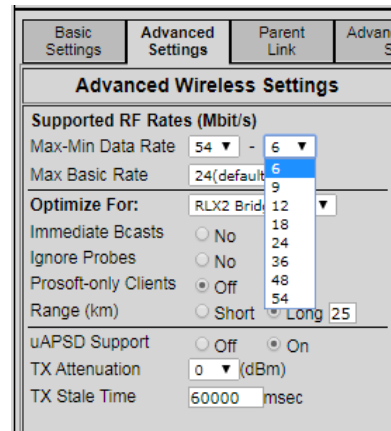 Basic Settings
Advanced Settings
Parent Link
Advanced Wireless Settings
Supported RF Rates (Mbit/s)
Max-Min Data Rate 54 - 6
Max Basic Rate 24(default
6
9
12
18
24
36
48
54
Optimize For: RLX2
Immediate Bcasts No
Ignore Probes No
Prosoft-only Clients Off
Range (km) Short Long 25
uAPSD Support Off On
TX Attenuation 0 (dBm)
TX Stale Time 60000 msec